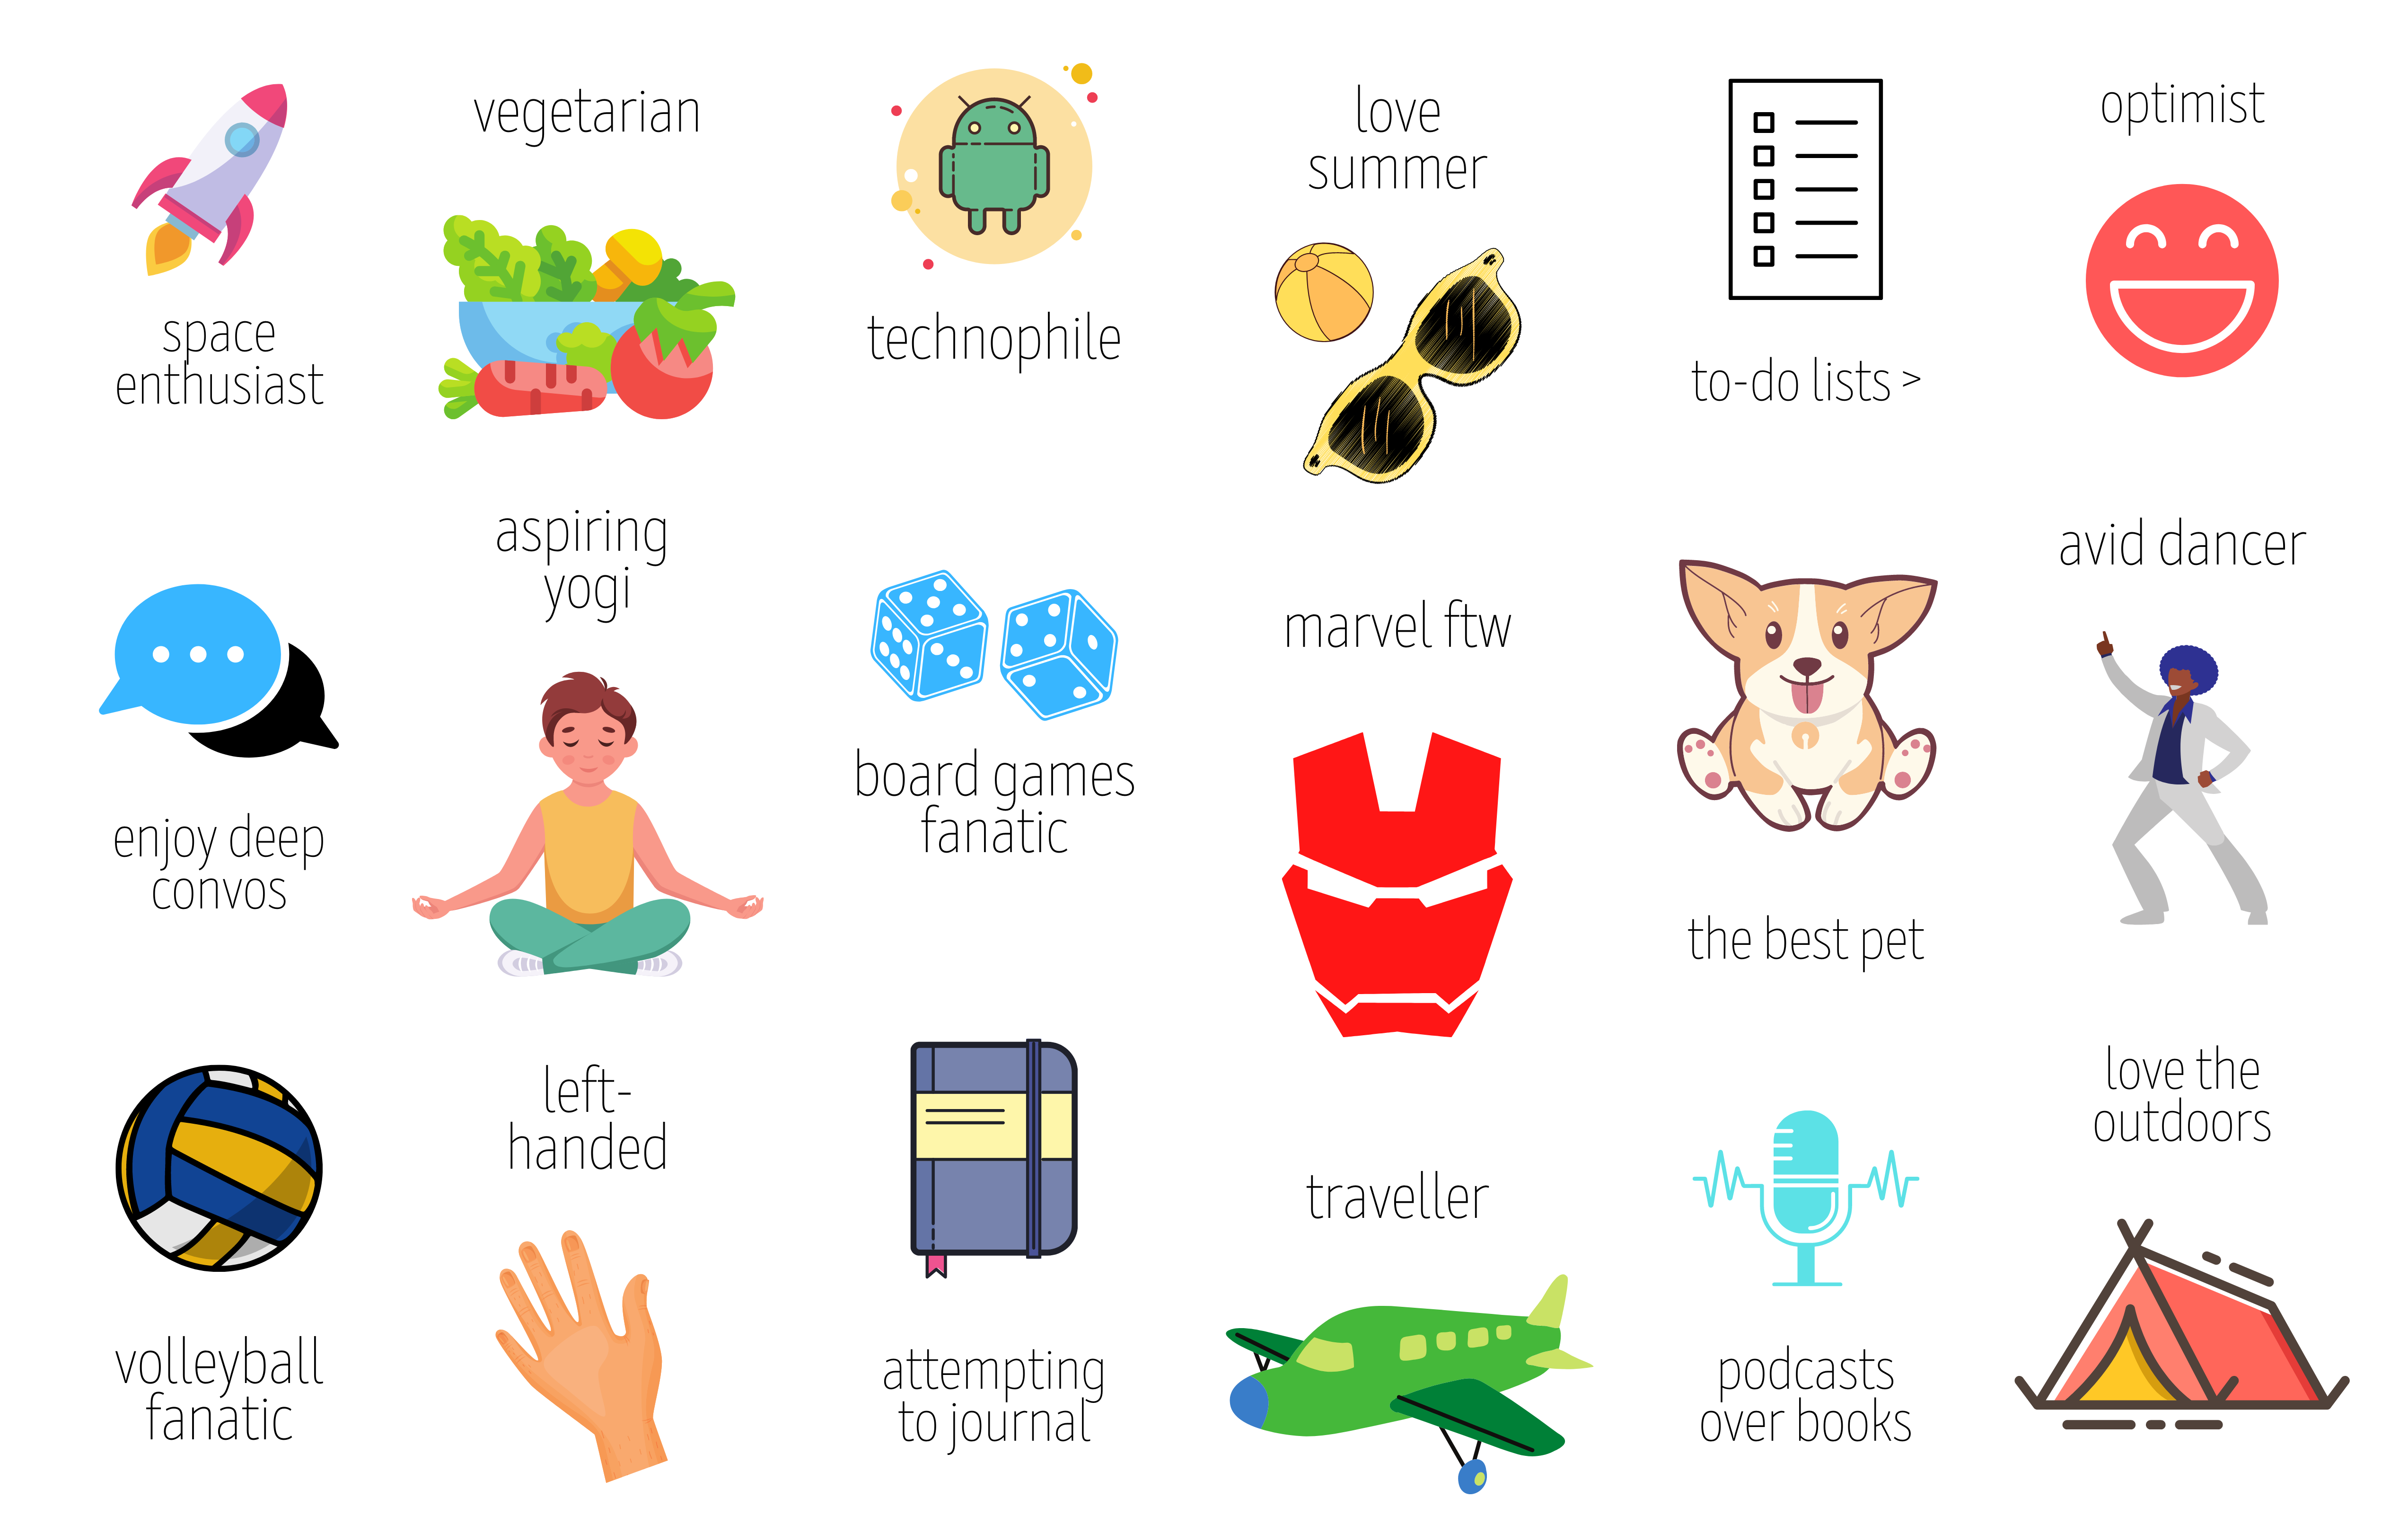 space
enthusiast
vegetarian
technophile
love
summer
to-do lists >
optimist
enjoy deep
convos
aspiring
yogi
board games
fanatic
marvel ftw
the best pet
avid dancer
volleyball
fanatic
left-
handed
attempting
to journal
traveller
podcasts
over books
love the
outdoors